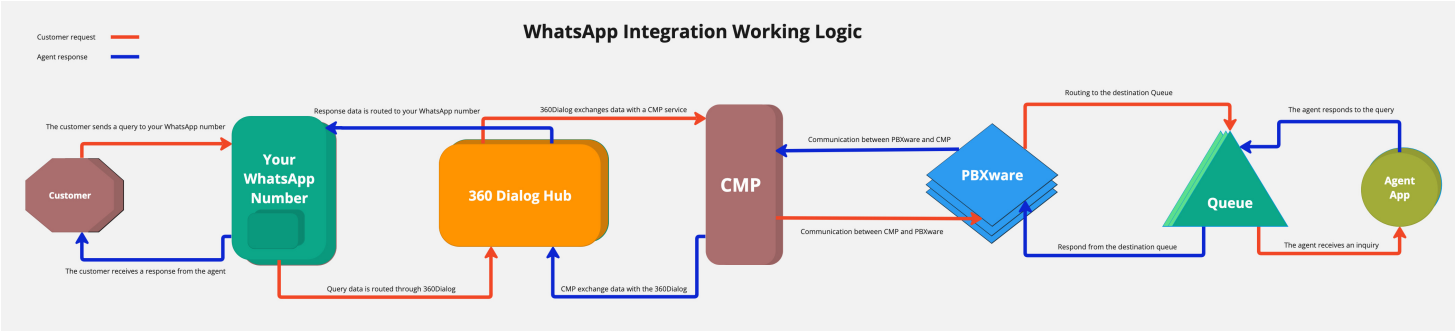 WhatsApp Integration Working Logic
Customer request
Agent response
The customer sends a query to your WhatsApp number
Response data is routed to your WhatsApp number
360Dialog exchanges data with a CMP service
Communication between PBXware and CMP
Routing to the destination Queue
The agent responds to the query
Customer
Your
WhatsApp
Number
360 Dialog Hub
CMP
PBXware
Queue
Agent
App
The customer receives a response from the agent
Query data is routed through 360Dialog
CMP exchange data with the 360Dialog
Communication between CMP and PBXware
Respond from the destination queue
The agent receives an inquiry